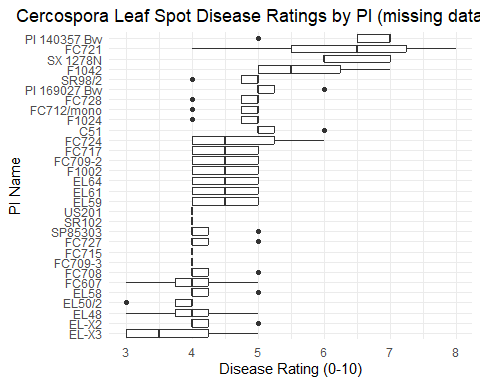 Cercospora Leaf Spot Disease Ratings by PI (missing data
PI 140357 Bw
FC721
SX 1278N
F1042
SR98/2
PI 169027 Bw
FC728
FC712/mono
F1024
C51
FC724
FC717
FC709-2
F1002
EL64
EL61
EL59
US201
SR102
SP85303
FC727
FC715
FC709-3
FC708
FC607
EL58
EL50/2
EL48
EL-X2
EL-X3
PI Name
3 4 5 6 7 8
Disease Rating (0-10)